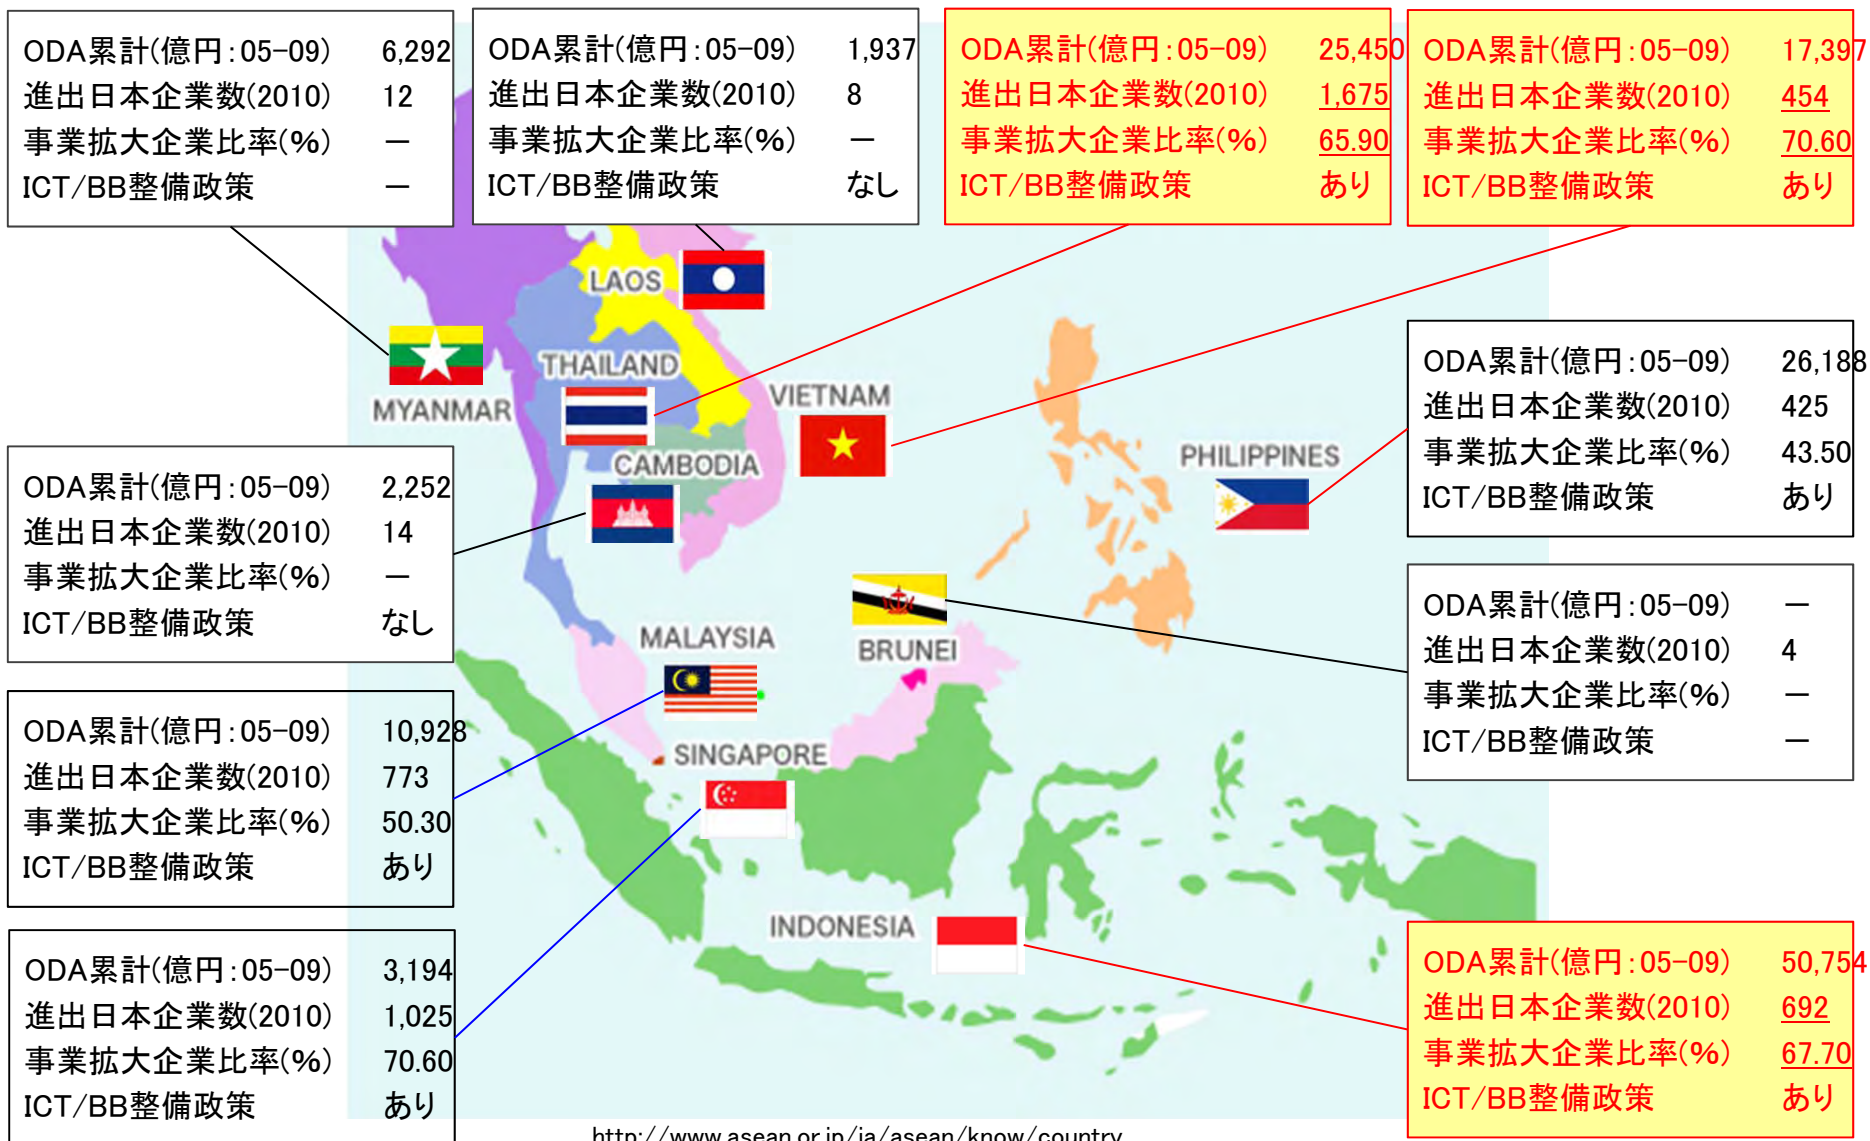 ODA累計(億円:05-09) 6,292
進出日本企業数(2010) 12
事業拡大企業比率(%) ー
ICT/BB整備政策 ー
ODA累計(億円:05-09) 1,937
進出日本企業数(2010) 8
事業拡大企業比率(%) ー
ICT/BB整備政策 なし
ODA累計(億円:05-09) 25,450
進出日本企業数(2010) 1,675
事業拡大企業比率(%) 65.90
ICT/BB整備政策 あり
ODA累計(億円:05-09) 17,397
進出日本企業数(2010) 454
事業拡大企業比率(%) 70.60
ICT/BB整備政策 あり
LAOS
THAILAND
MYANMAR
VIETNAM
CAMBODIA
PHILIPPINES
ODA累計(億円:05-09) 26,188
進出日本企業数(2010) 425
事業拡大企業比率(%) 43.50
ICT/BB整備政策 あり
ODA累計(億円:05-09) 2,252
進出日本企業数(2010) 14
事業拡大企業比率(%) ー
ICT/BB整備政策 なし
MALAYSIA
BRUNEI
ODA累計(億円:05-09) ー
進出日本企業数(2010) 4
事業拡大企業比率(%) ー
ICT/BB整備政策 ー
ODA累計(億円:05-09) 10,928
進出日本企業数(2010) 773
事業拡大企業比率(%) 50.30
ICT/BB整備政策 あり
SINGAPORE
INDONESIA
ODA累計(億円:05-09) 3,194
進出日本企業数(2010) 1,025
事業拡大企業比率(%) 70.60
ICT/BB整備政策 あり
ODA累計(億円:05-09) 50,754
進出日本企業数(2010) 692
事業拡大企業比率(%) 67.70
ICT/BB整備政策 あり
http://www.asean.or.jp/ja/asean/know/country